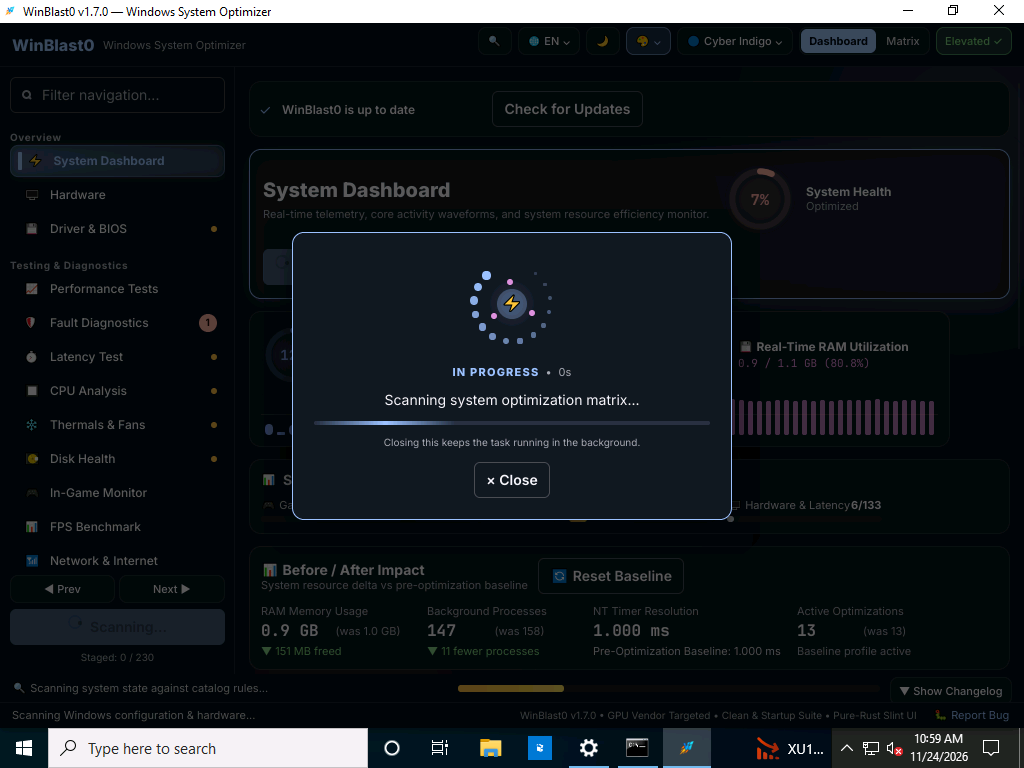 WinBlast0 v1.7.0 — Windows System Optimizer
WinBlast0 Windows System Optimizer
EN
Cyber Indigo
Dashboard
Matrix
Elevated ✓
Filter navigation...
✓ WinBlast0 is up to date
Check for Updates
Overview
System Dashboard
Hardware
Driver & BIOS
Testing & Diagnostics
Performance Tests
Fault Diagnostics 1
Latency Test
CPU Analysis
Thermals & Fans
Disk Health
In-Game Monitor
FPS Benchmark
Network & Internet
◀ Prev
Next ▶
Scanning...
Staged: 0 / 230
System Dashboard
Real-time telemetry, core activity waveforms, and system resource efficiency monitor.
7%
System Health
Optimized
Real-Time RAM Utilization
0.9 / 1.1 GB (80.8%)
IN PROGRESS • 0s
Scanning system optimization matrix...
Closing this keeps the task running in the background.
× Close
Hardware & Latency 6/133
Before / After Impact
System resource delta vs pre-optimization baseline
Reset Baseline
RAM Memory Usage
0.9 GB (was 1.0 GB)
▼ 151 MB freed
Background Processes
147 (was 158)
▼ 11 fewer processes
NT Timer Resolution
1.000 ms
Pre-Optimization Baseline: 1.000 ms
Active Optimizations
13 (was 13)
Baseline profile active
Scanning system state against catalog rules...
▼ Show Changelog
Scanning Windows configuration & hardware...
WinBlast0 v1.7.0 • GPU Vendor Targeted • Clean & Startup Suite • Pure-Rust Slint UI
Report Bug
Type here to search
XU1...
10:59 AM
11/24/2026